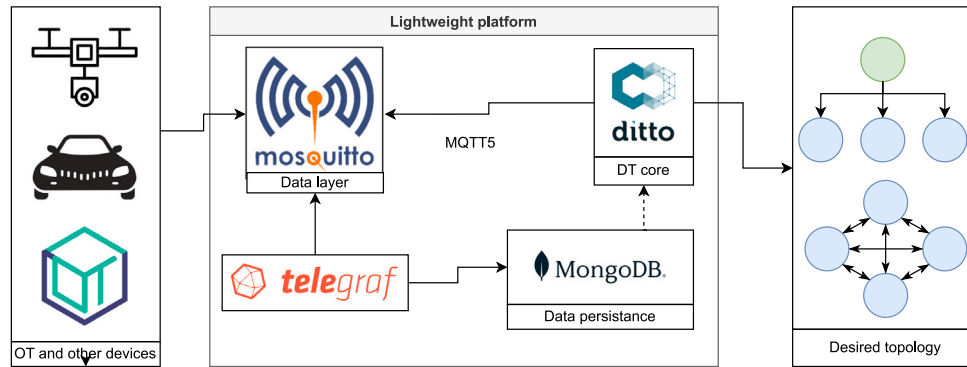 Lightweight platform
mosquitto
Data layer
MQTT5
ditto
DT core
telegraf
MongoDB®
Data persistance
OT and other devices
Desired topology